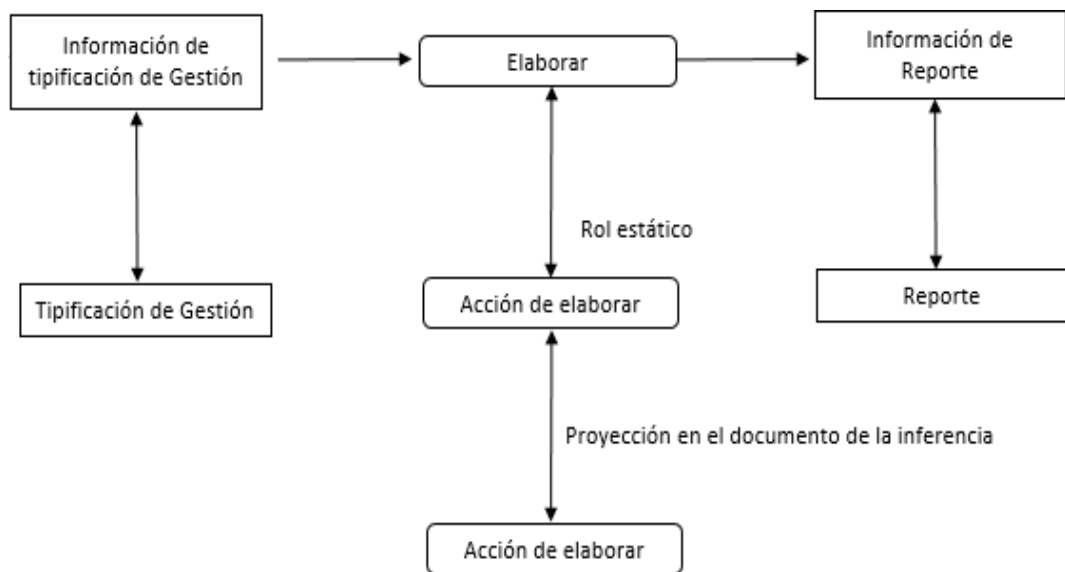 Información de
tipificación de Gestión
Elaborar
Información de
Reporte
Rol estático
Tipificación de Gestión
Acción de elaborar
Reporte
Proyección en el documento de la inferencia
Acción de elaborar